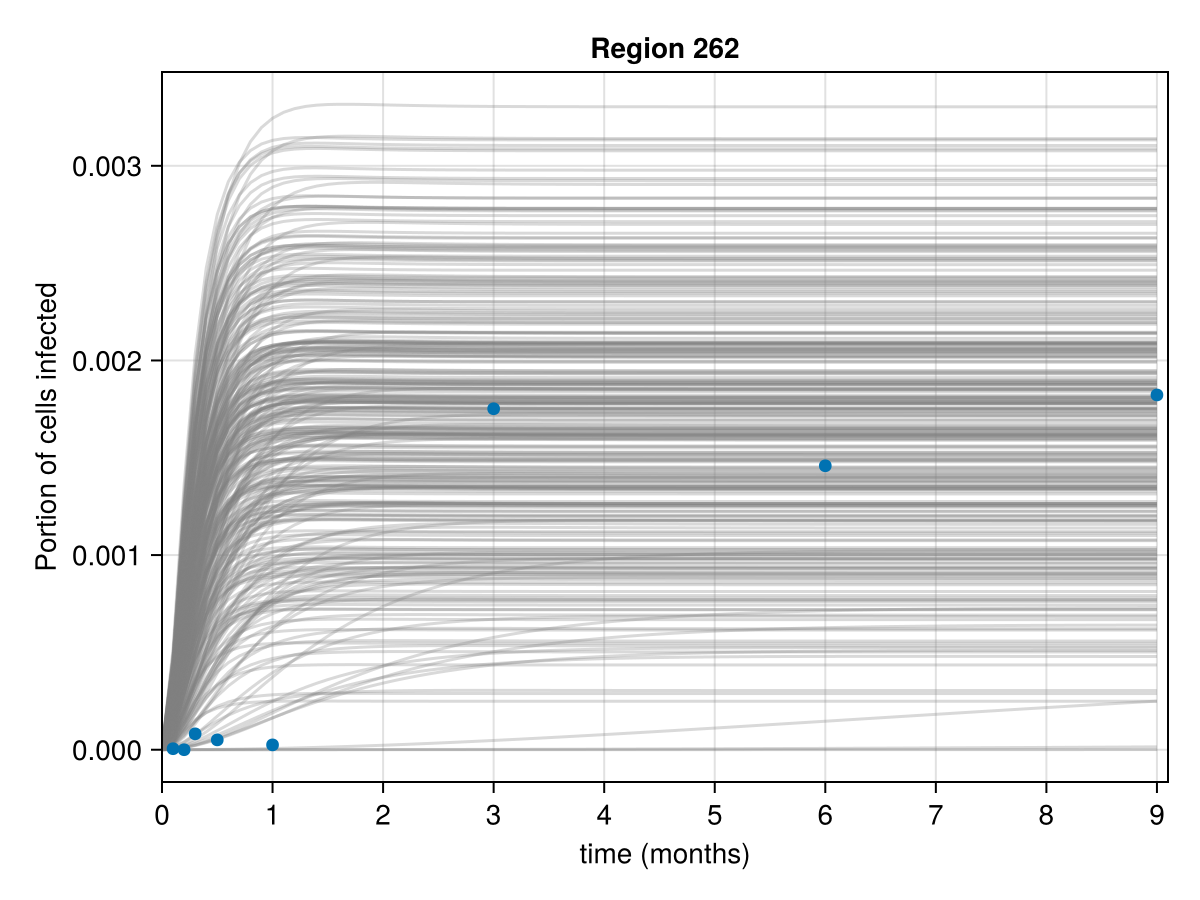 Region 262
Portion of cells infected
0.003
0.002
0.001
0.000
0 1 2 3 4 5 6 7 8 9
time (months)